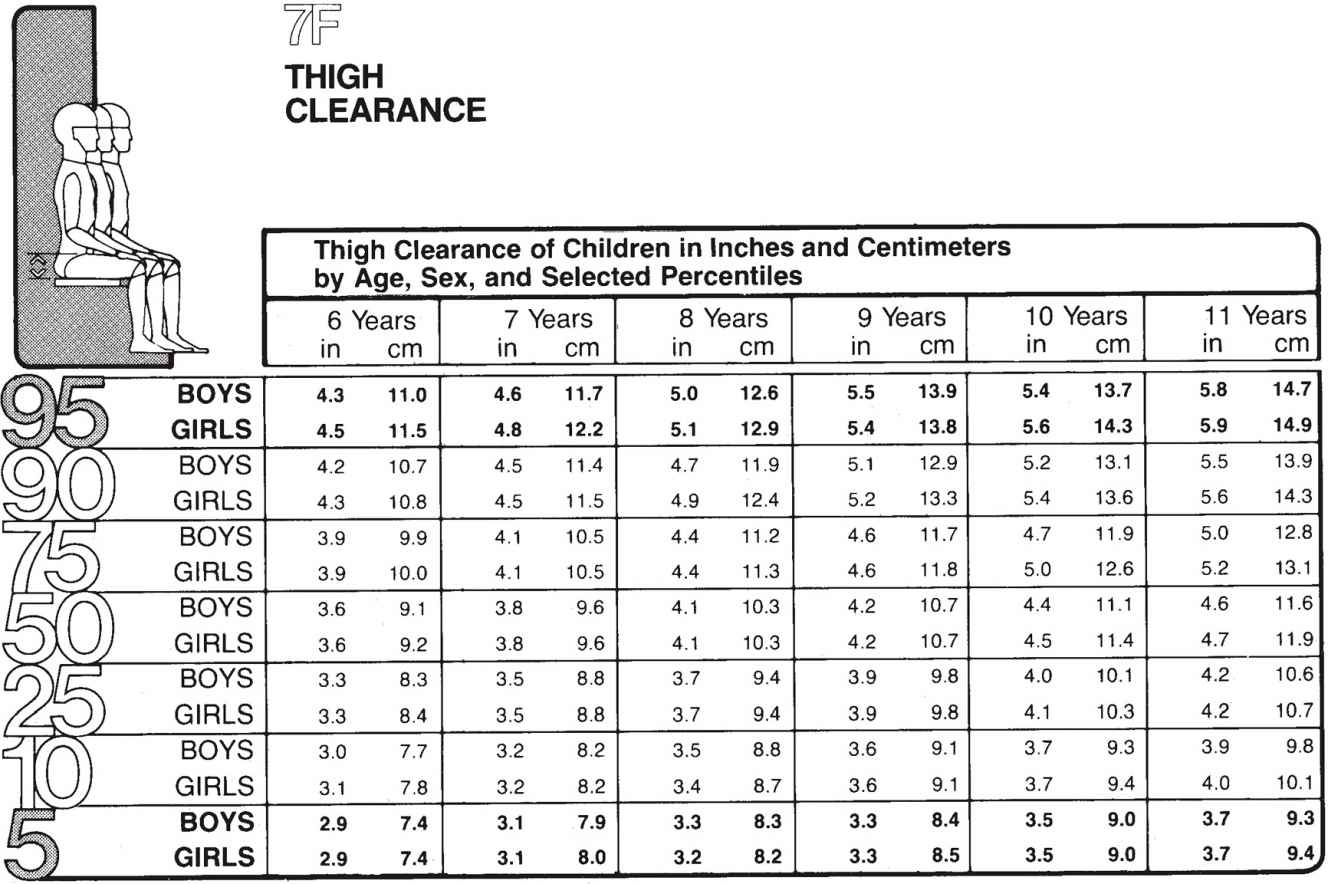 7F
THIGH
CLEARANCE
Thigh Clearance of Children in Inches and Centimeters
by Age, Sex, and Selected Percentiles
6 Years 7 Years 8 Years 9 Years 10 Years 11 Years
in cm in cm in cm in cm in cm in cm
95 BOYS 4.3 11.0 4.6 11.7 5.0 12.6 5.5 13.9 5.4 13.7 5.8 14.7
GIRLS 4.5 11.5 4.8 12.2 5.1 12.9 5.4 13.8 5.6 14.3 5.9 14.9
90 BOYS 4.2 10.7 4.5 11.4 4.7 11.9 5.1 12.9 5.2 13.1 5.5 13.9
GIRLS 4.3 10.8 4.5 11.5 4.9 12.4 5.2 13.3 5.4 13.6 5.6 14.3
75 BOYS 3.9 9.9 4.1 10.5 4.4 11.2 4.6 11.7 4.7 11.9 5.0 12.8
GIRLS 3.9 10.0 4.1 10.5 4.4 11.3 4.6 11.8 5.0 12.6 5.2 13.1
50 BOYS 3.6 9.1 3.8 9.6 4.1 10.3 4.2 10.7 4.4 11.1 4.6 11.6
GIRLS 3.6 9.2 3.8 9.6 4.1 10.3 4.2 10.7 4.5 11.4 4.7 11.9
25 BOYS 3.3 8.3 3.5 8.8 3.7 9.4 3.9 9.8 4.0 10.1 4.2 10.6
GIRLS 3.3 8.4 3.5 8.8 3.7 9.4 3.9 9.8 4.1 10.3 4.2 10.7
10 BOYS 3.0 7.7 3.2 8.2 3.5 8.8 3.6 9.1 3.7 9.3 3.9 9.8
GIRLS 3.1 7.8 3.2 8.2 3.4 8.7 3.6 9.1 3.7 9.4 4.0 10.1
5 BOYS 2.9 7.4 3.1 7.9 3.3 8.3 3.3 8.4 3.5 9.0 3.7 9.3
GIRLS 2.9 7.4 3.1 8.0 3.2 8.2 3.3 8.5 3.5 9.0 3.7 9.4